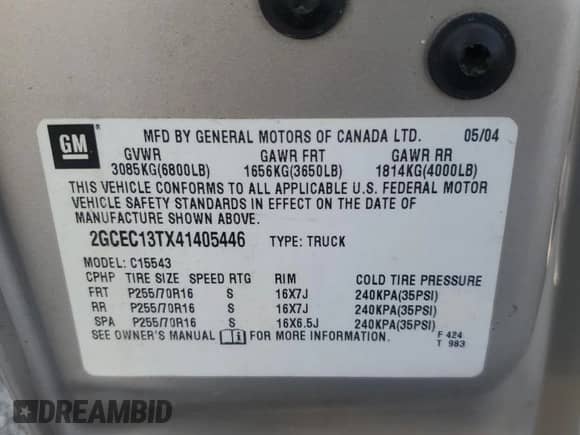 GM ®
MFD BY GENERAL MOTORS OF CANADA LTD. 05/04
GVWR GAWR FRT GAWR RR
3085KG(6800LB) 1656KG(3650LB) 1814KG(4000LB)
THIS VEHICLE CONFORMS TO ALL APPLICABLE U.S. FEDERAL MOTOR
VEHICLE SAFETY STANDARDS IN EFFECT ON THE DATE OF
MANUFACTURE SHOWN ABOVE.
2GCEC13TX41405446 TYPE: TRUCK
MODEL: C15543
CPHP TIRE SIZE SPEED RTG RIM COLD TIRE PRESSURE
FRT P255/70R16 S 16X7J 240KPA(35PSI)
RR P255/70R16 S 16X7J 240KPA(35PSI)
SPA P255/70R16 S 16X6.5J 240KPA(35PSI)
SEE OWNER'S MANUAL FOR MORE INFORMATION.
F 424
T 983
DREAMBID